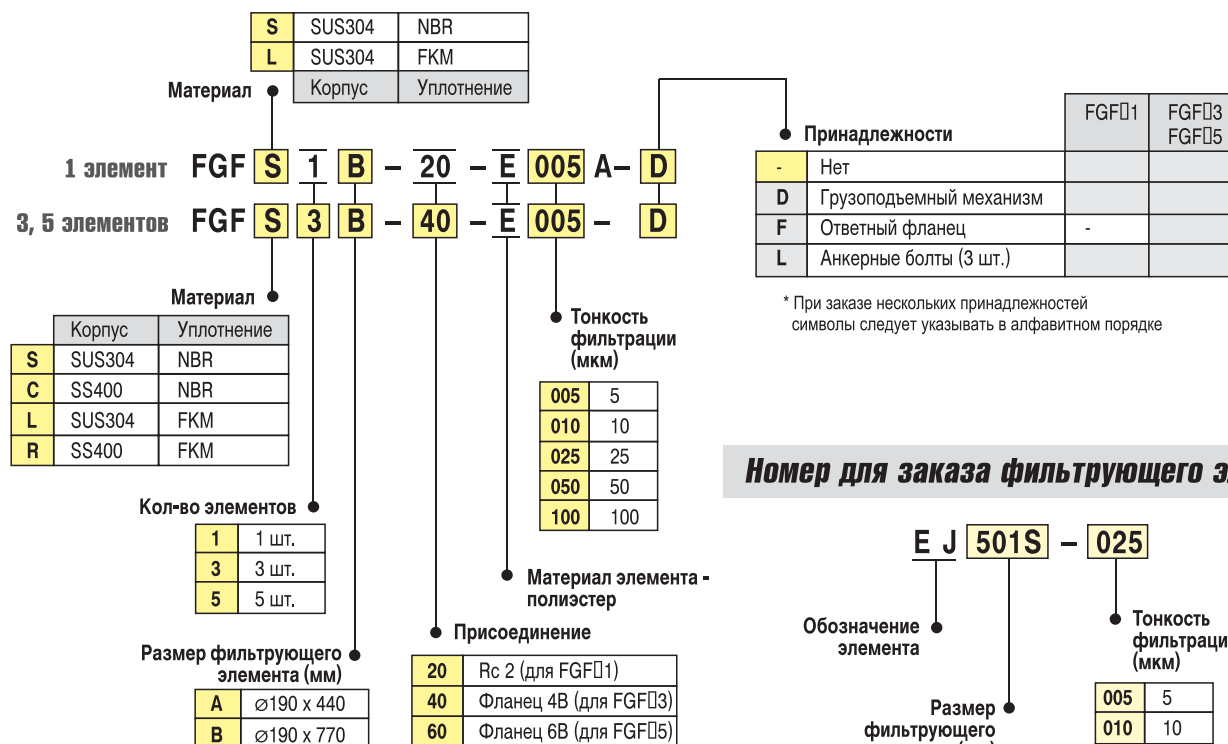 S SUS304 NBR
L SUS304 FKM
Корпус Уплотнение
Материал
1 элемент FGF S 1 B – 20 – E 005 A – D
3, 5 элементов FGF S 3 B – 40 – E 005 – D
Материал
Корпус Уплотнение
S SUS304 NBR
C SS400 NBR
L SUS304 FKM
R SS400 FKM
Кол-во элементов
1 1 шт.
3 3 шт.
5 5 шт.
Размер фильтрующего
элемента (мм)
A ∅190 x 440
B ∅190 x 770
Присоединение
20 Rc 2 (для FGF▯1)
40 Фланец 4B (для FGF▯3)
60 Фланец 6B (для FGF▯5)
Материал элемента -
полиэстер
Тонкость
фильтрации
(мкм)
005 5
010 10
025 25
050 50
100 100
Принадлежности
FGF▯1 FGF▯3
FGF▯5
- Нет
D Грузоподъемный механизм
F Ответный фланец -
L Анкерные болты (3 шт.)
* При заказе нескольких принадлежностей
символы следует указывать в алфавитном порядке
Номер для заказа фильтрующего
E J 501S – 025
Обозначение
элемента
Размер
фильтрующего
Тонкость
фильтраци
(мкм)
005 5
010 10